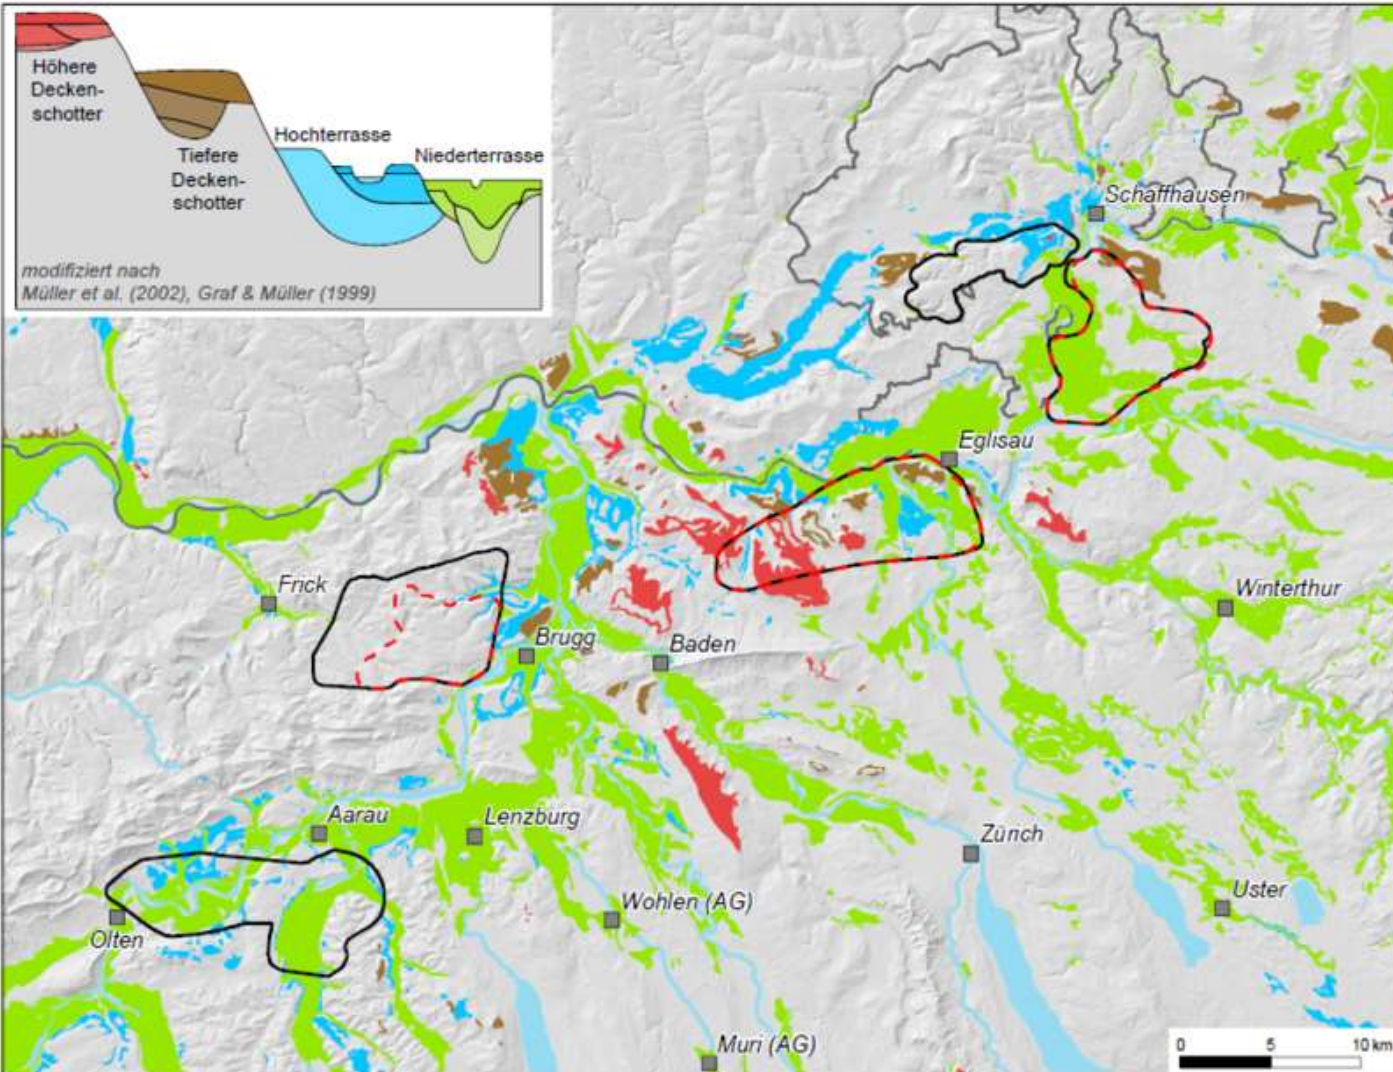 Höhere
Decken-
schotter
Hochterrasse
Tiefere
Decken-
schotter
Niederterrasse
modifiziert nach
Müller et al. (2002), Graf & Müller (1999)
Schaffhausen
Eglisau
Frick
Winterthur
Brugg
Baden
Aarau
Lenzburg
Zürich
Wohlen (AG)
Uster
Olten
Muri (AG)
0 5 10 km